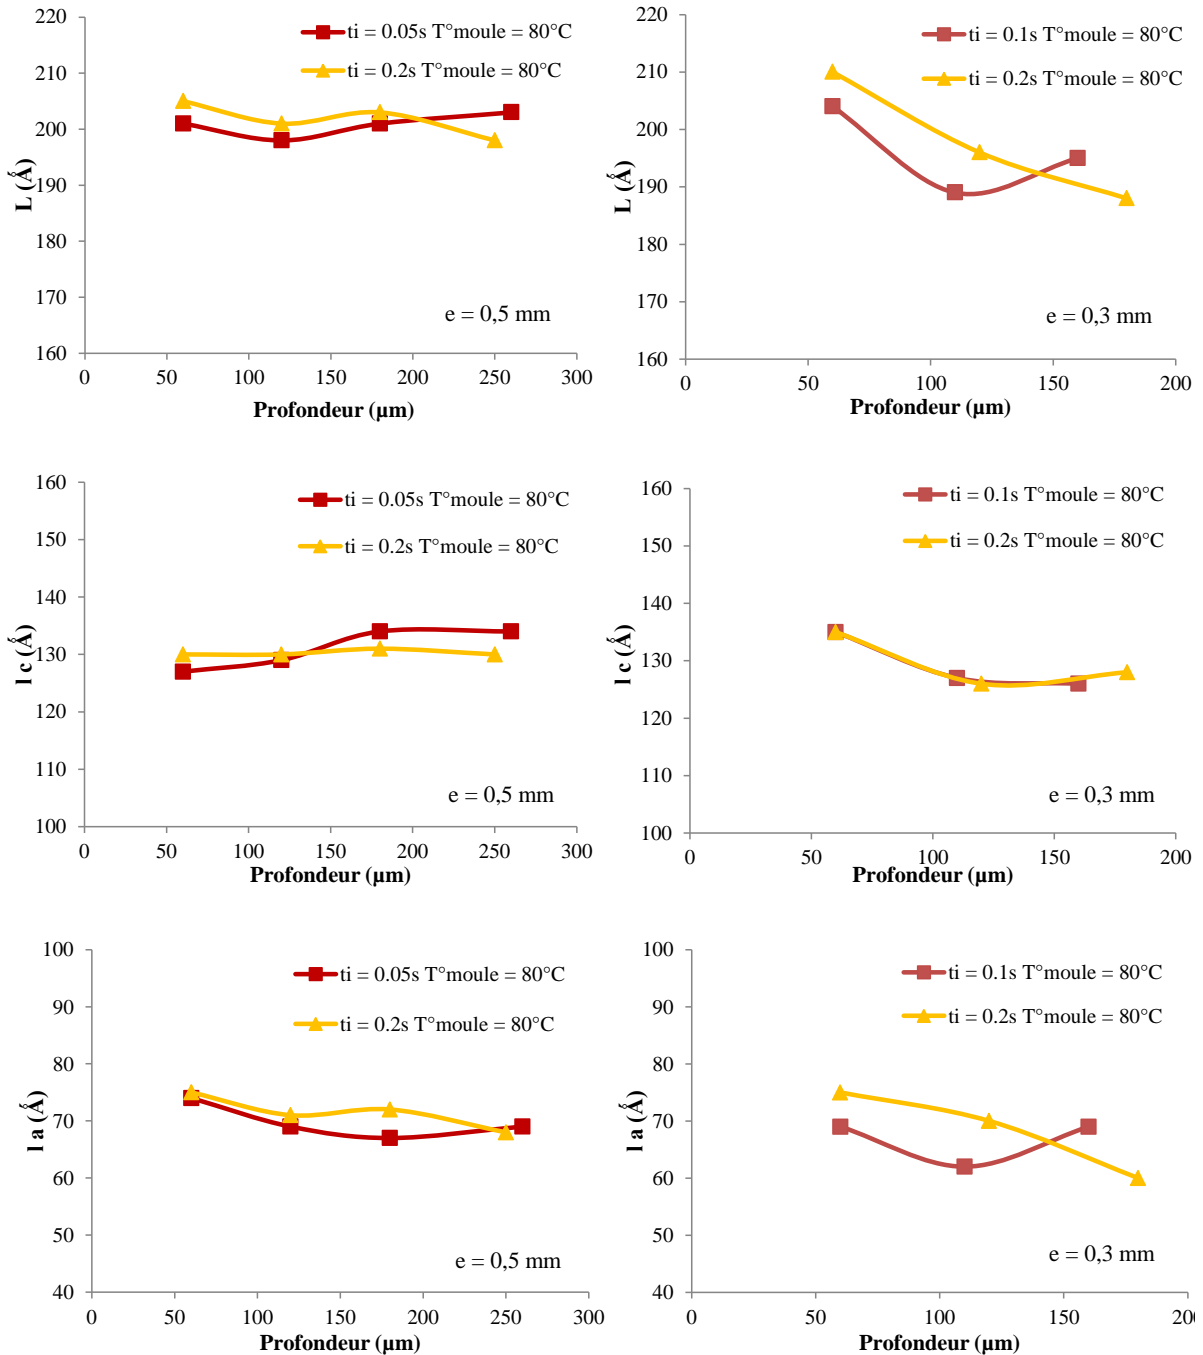 220
210
200
190
180
170
160
L (Å)
ti = 0.05s T°moule = 80°C
ti = 0.2s T°moule = 80°C
e = 0,5 mm
0 50 100 150 200 250 300
Profondeur (µm)
220
210
200
190
180
170
160
L (Å)
ti = 0.1s T°moule = 80°C
ti = 0.2s T°moule = 80°C
e = 0,3 mm
0 50 100 150 200
Profondeur (µm)
160
150
140
130
120
110
100
l c (Å)
ti = 0.05s T°moule = 80°C
ti = 0.2s T°moule = 80°C
e = 0,5 mm
0 50 100 150 200 250 300
Profondeur (µm)
160
150
140
130
120
110
100
l c (Å)
ti = 0.1s T°moule = 80°C
ti = 0.2s T°moule = 80°C
e = 0,3 mm
0 50 100 150 200
Profondeur (µm)
100
90
80
70
60
50
40
l a (Å)
ti = 0.05s T°moule = 80°C
ti = 0.2s T°moule = 80°C
e = 0,5 mm
0 50 100 150 200 250 300
Profondeur (µm)
100
90
80
70
60
50
40
l a (Å)
ti = 0.1s T°moule = 80°C
ti = 0.2s T°moule = 80°C
e = 0,3 mm
0 50 100 150 200
Profondeur (µm)